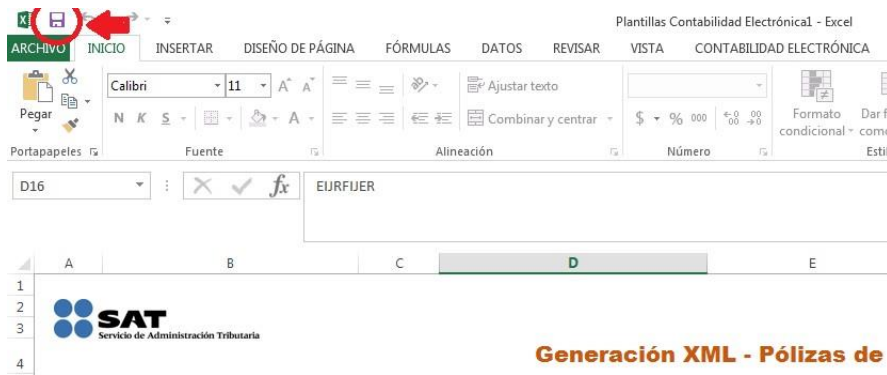 Plantillas Contabilidad Electrónica1 - Excel
ARCHIVO INICIO INSERTAR DISEÑO DE PÁGINA FÓRMULAS DATOS REVISAR VISTA CONTABILIDAD ELECTRÓNICA
Calibri 11 A A Ajustar texto
Pegar N K S A Combinar y centrar $ % 000 Formato condicional Dar f
Portapapeles Fuente Alineación Número Esti
D16 fx EIJRFIJER
A B C D E
1
2
3
SAT
Servicio de Administración Tributaria
4
Generación XML - Pólizas de